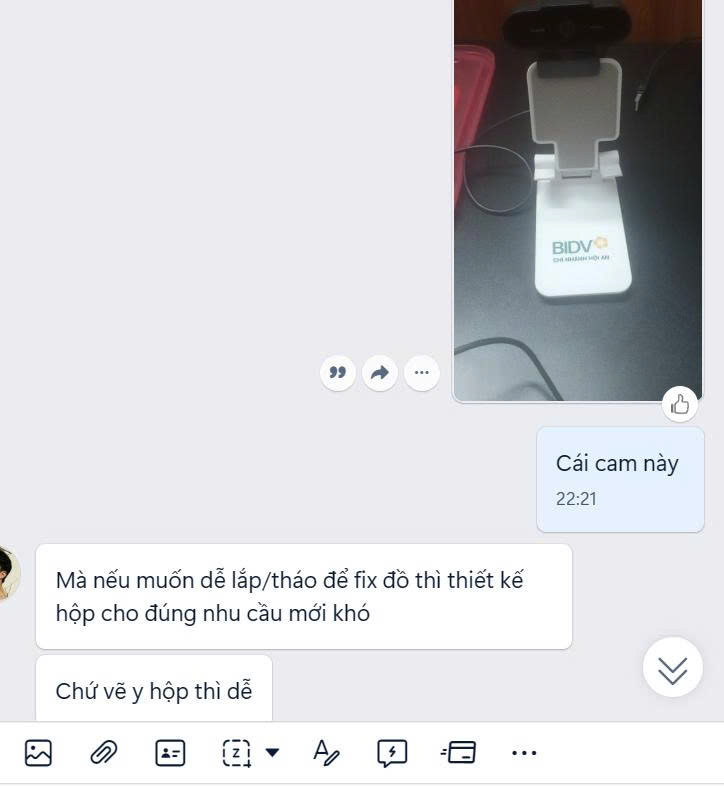 BIDV
CHI NHÁNH HỘI AN
Cái cam này
22:21
Mà nếu muốn dễ lắp/tháo để fix đồ thì thiết kế
hộp cho đúng nhu cầu mới khó
Chứ vẽ y hộp thì dễ